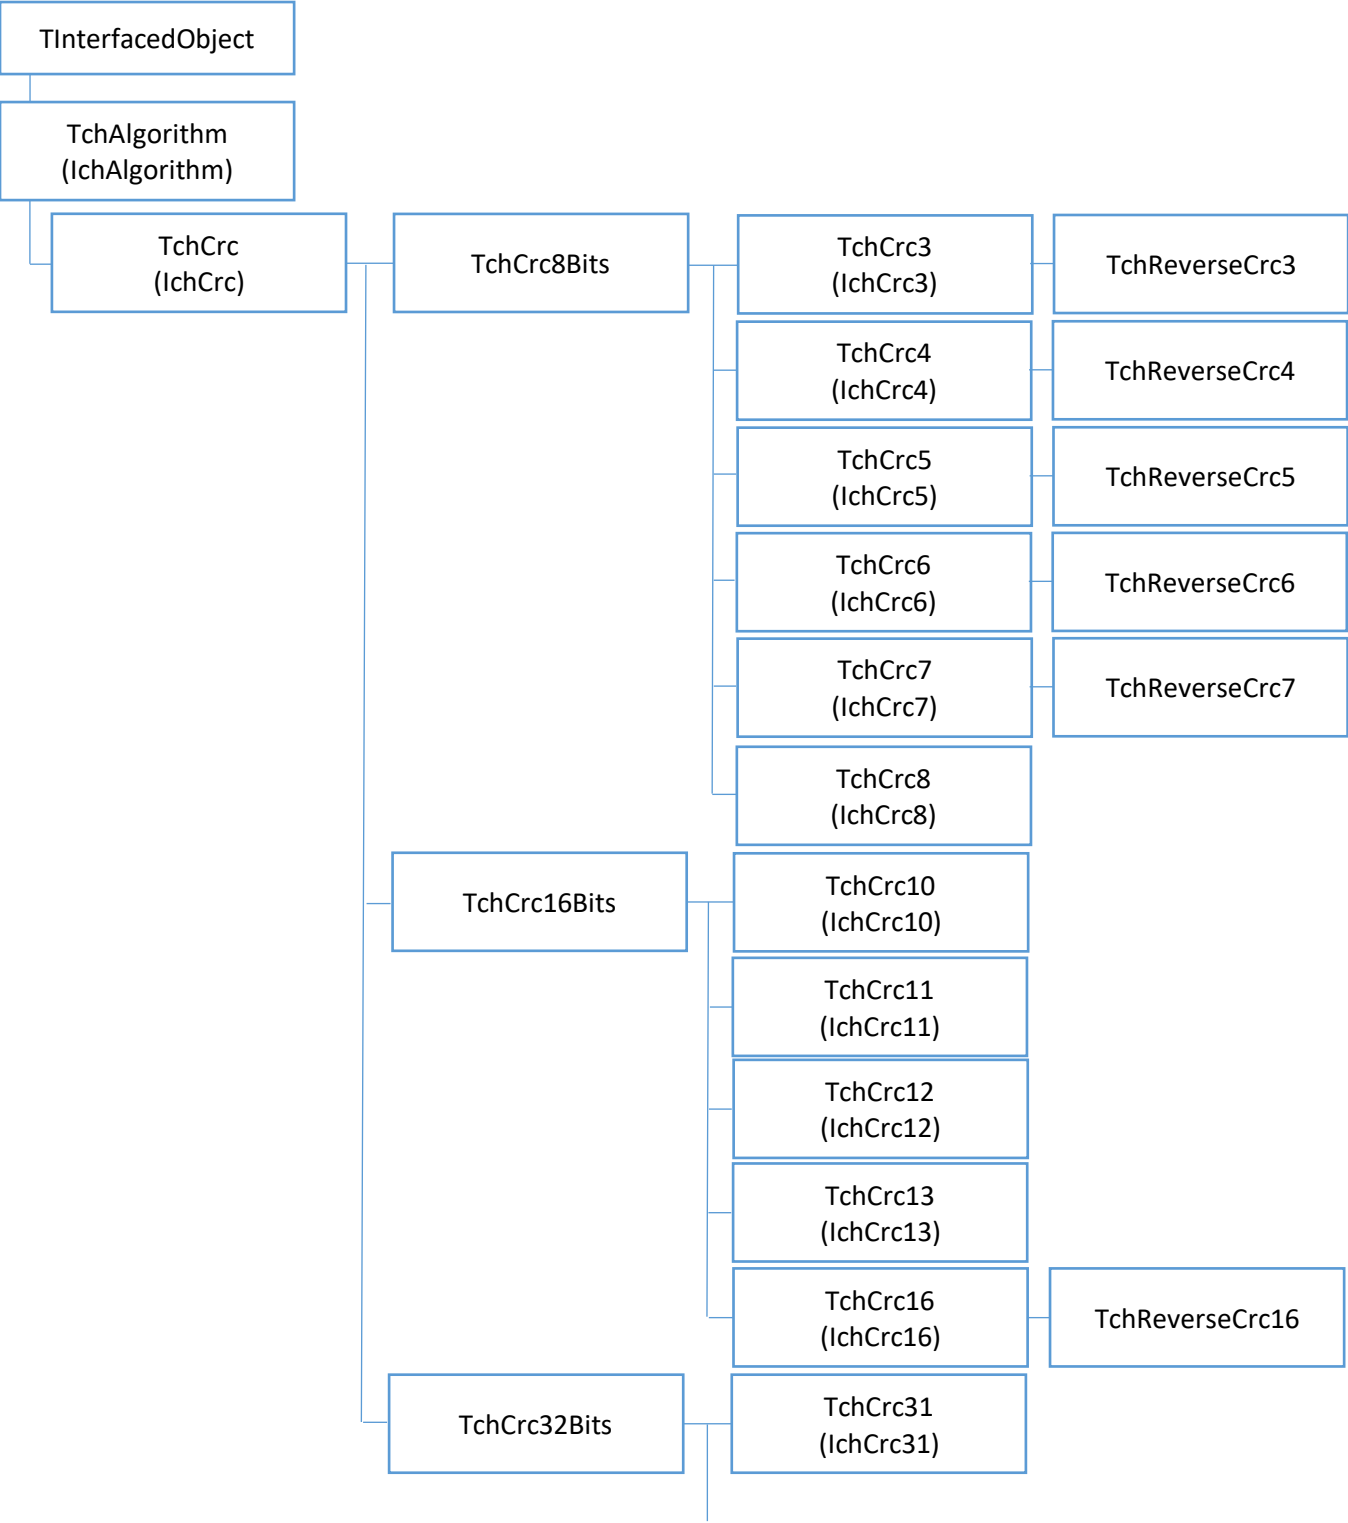 TInterfacedObject
TchAlgorithm
(IchAlgorithm)
TchCrc
(IchCrc)
TchCrc8Bits
TchCrc3
(IchCrc3)
TchReverseCrc3
TchCrc4
(IchCrc4)
TchReverseCrc4
TchCrc5
(IchCrc5)
TchReverseCrc5
TchCrc6
(IchCrc6)
TchReverseCrc6
TchCrc7
(IchCrc7)
TchReverseCrc7
TchCrc8
(IchCrc8)
TchCrc16Bits
TchCrc10
(IchCrc10)
TchCrc11
(IchCrc11)
TchCrc12
(IchCrc12)
TchCrc13
(IchCrc13)
TchCrc16
(IchCrc16)
TchReverseCrc16
TchCrc32Bits
TchCrc31
(IchCrc31)